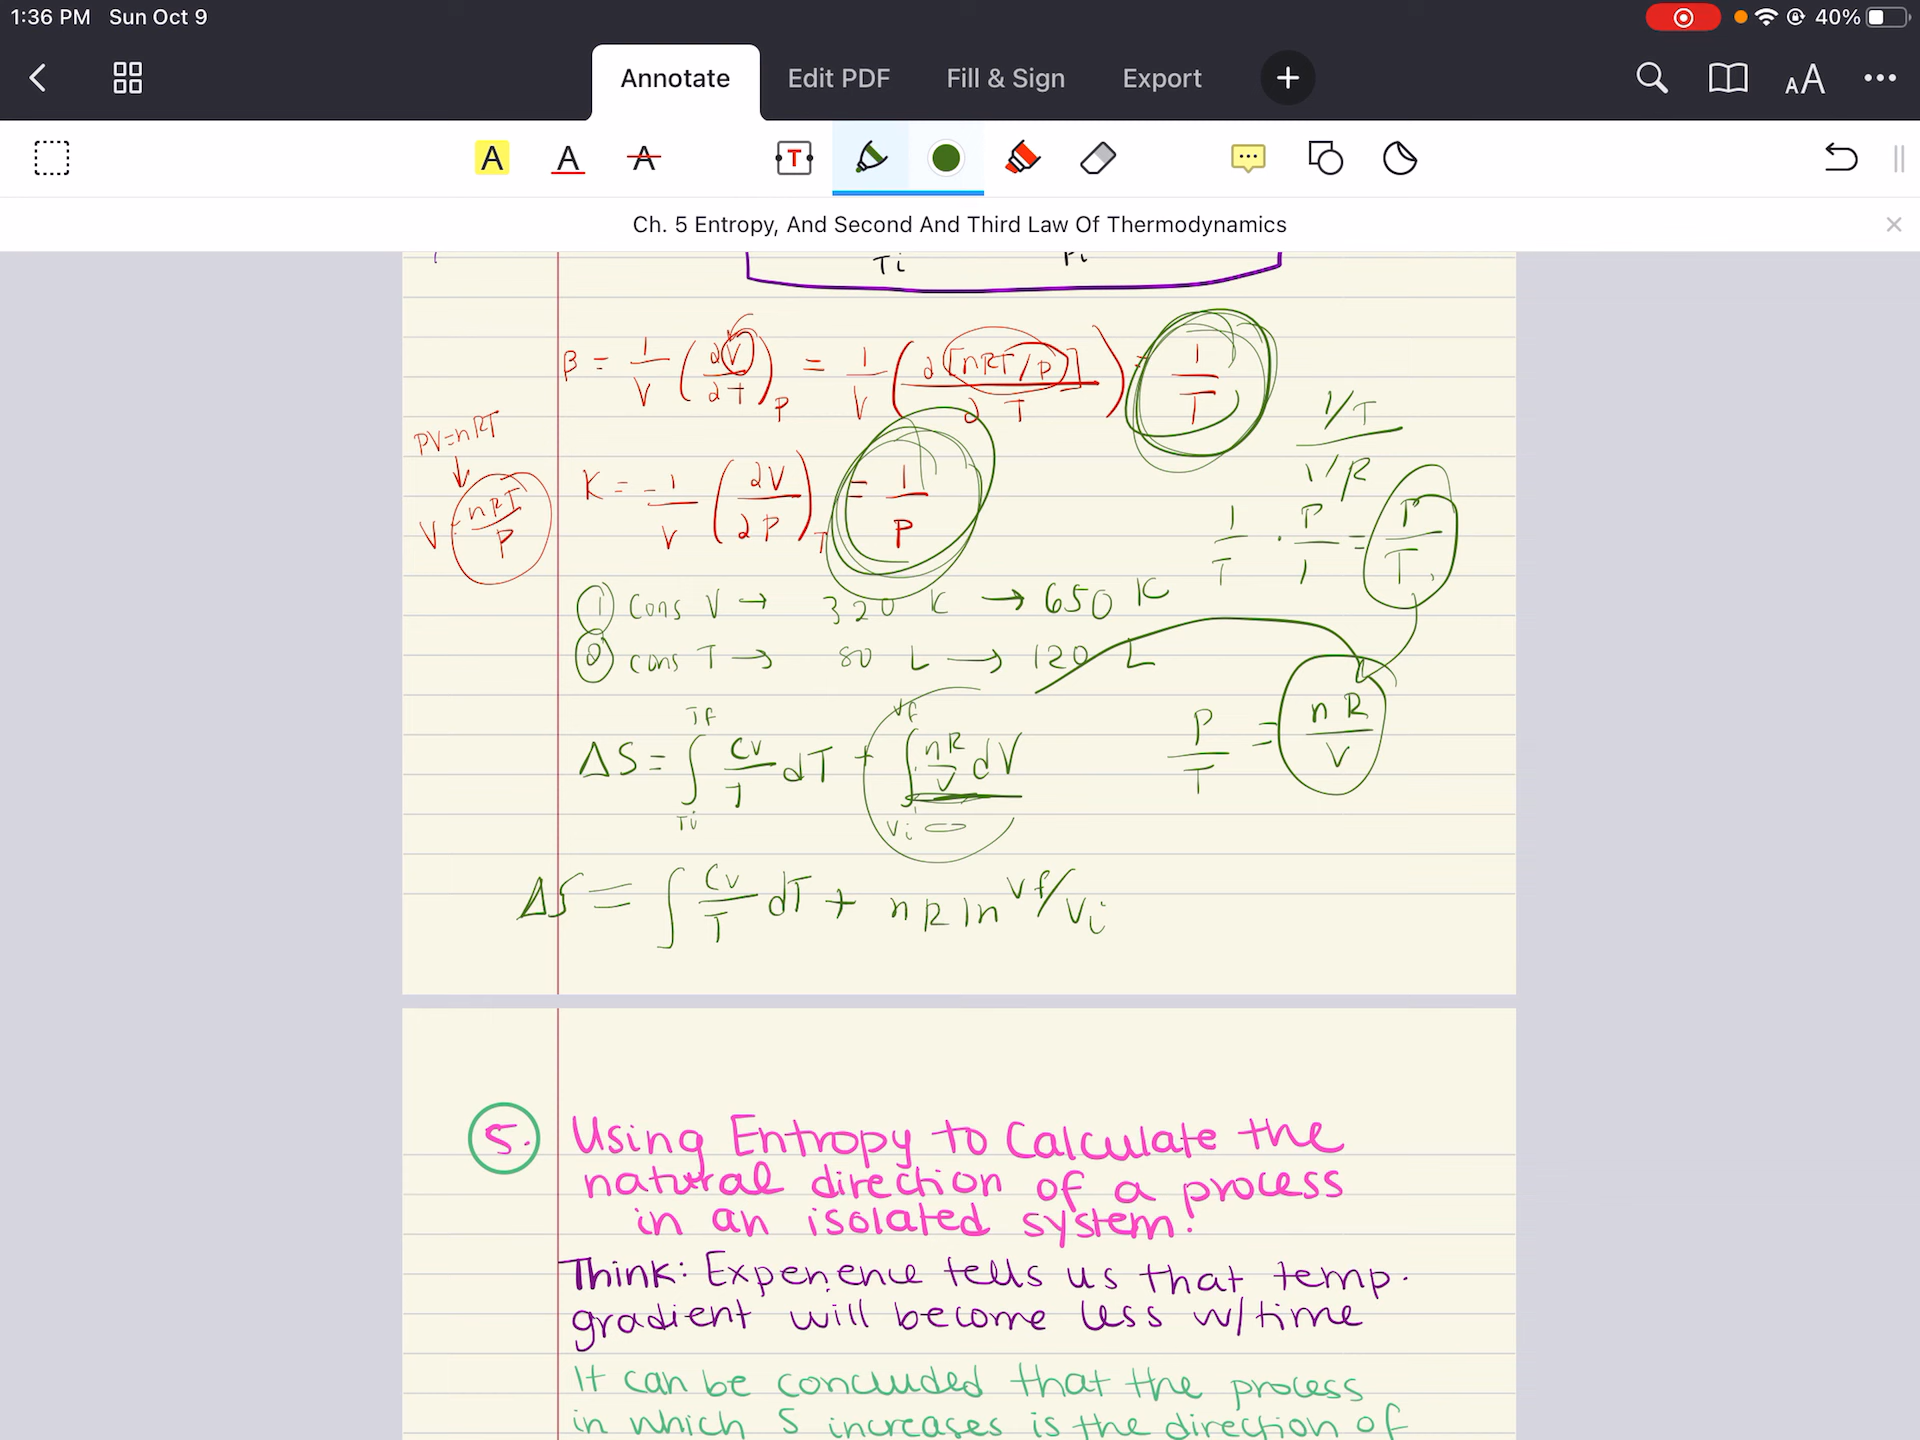 1:36 PM Sun Oct 9
40%
Annotate Edit PDF Fill & Sign Export +
A A A T AA
Ch. 5 Entropy, And Second And Third Law Of Thermodynamics
Ti Pi
β = 1/V (∂V/∂T)P = 1/V (∂[nRT/P]/∂T) = 1/T
1/T
1/P
PV=nRT
V = nRT/P
K = -1/V (∂V/∂P)T = 1/P
1/T · P/1 = P/T
① cons V → 320 K → 650 K
② cons T → 80 L → 120 L
ΔS = ∫Ti Tf Cv/T dT + ∫Vi Vf nR/V dV
P/T = nR/V
ΔS = ∫ Cv/T dT + nR ln Vf/Vi
5. Using Entropy to Calculate the
natural direction of a process
in an isolated system!
Think: Experience tells us that temp.
gradient will become less w/time
It can be concluded that the process
in which S increases is the direction of